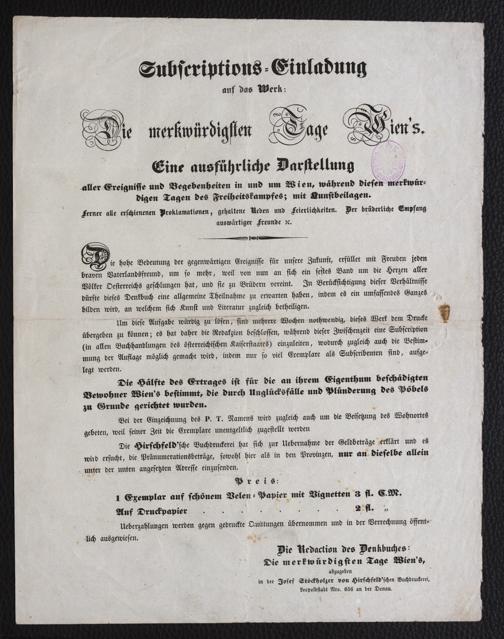 Subscriptions-Einladung
auf das Werk:
Die merkwürdigsten Tage Wien's.
Eine ausführliche Darstellung
aller Ereignisse und Begebenheiten in und um Wien, während diesen merkwür-
digen Tagen des Freiheitskampfes; mit Kunstbeilagen.
Ferner alle erschienenen Proklamationen, gehaltene Reden und Feierlichkeiten. Der brüderliche Empfang
auswärtiger Freunde ꝛc.
Die hohe Bedeutung der gegenwärtigen Ereignisse für unsere Zukunft, erfüllet mit Freuden jeden
braven Vaterlandsfreund, um so mehr, weil von nun an sich ein festes Band um die Herzen aller
Völker Oesterreichs geschlungen hat, und sie zu Brüdern vereint. In Berücksichtigung dieser Verhältnisse
dürfte dieses Denkbuch eine allgemeine Theilnahme zu erwarten haben, indem es ein umfassendes Ganzes
bilden wird, an welchem sich Kunst und Literatur zugleich betheiligen.
Um diese Aufgabe würdig zu lösen, sind mehrere Wochen nothwendig, dieses Werk dem Drucke
übergeben zu können; es hat daher die Redakzion beschlossen, während dieser Zwischenzeit eine Subscription
(in allen Buchhandlungen des österreichischen Kaiserstaates) einzuleiten, wodurch zugleich auch die Bestim-
mung der Auflage möglich gemacht wird, indem nur so viel Exemplare als Subscribenten sind, aufge-
legt werden.
Die Hälfte des Ertrages ist für die an ihrem Eigenthum beschädigten
Bewohner Wien's bestimmt, die durch Unglücksfälle und Plünderung des Pöbels
zu Grunde gerichtet wurden.
Bei der Einzeichnung des P. T. Namens wird zugleich auch um die Beisetzung des Wohnortes
gebeten, weil seiner Zeit die Exemplare unentgeltlich zugestellt werden
Die Hirschfeld'sche Buchdruckerei hat sich zur Uebernahme der Geldbeträge erklärt und es
wird ersucht, die Pränumerationsbeträge, sowohl hier als in den Provinzen, nur an dieselbe allein
unter der unten angesetzten Adresse einzusenden.
Preis:
1 Exemplar auf schönem Velen-Papier mit Vignetten 3 fl. C.M.
Auf Druckpapier . . . . . . . . . 2 fl. „
Ueberzahlungen werden gegen gedruckte Quittungen übernommen und in der Verrechnung öffent-
lich ausgewiesen.
Die Redaction des Denkbuches:
Die merkwürdigsten Tage Wien's,
abzugeben
in der Josef Stöckholzer von Hirschfeld'schen Buchdruckerei,
Leopoldstadt Nro. 656 an der Donau.